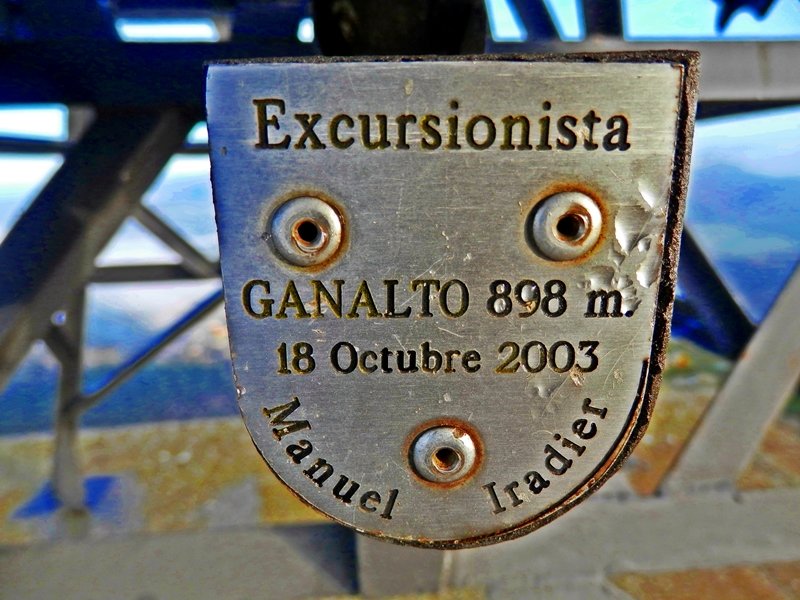 Excursionista
GANALTO 898 m.
18 Octubre 2003
Manuel Iradier